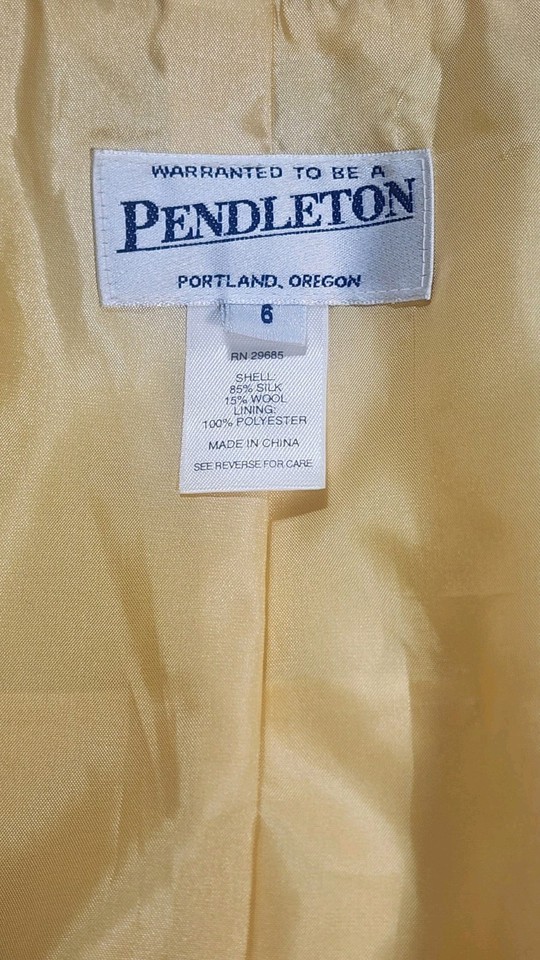 WARRANTED TO BE A
PENDLETON
PORTLAND, OREGON
6
RN 29685
SHELL:
85% SILK
15% WOOL
LINING:
100% POLYESTER
MADE IN CHINA
SEE REVERSE FOR CARE